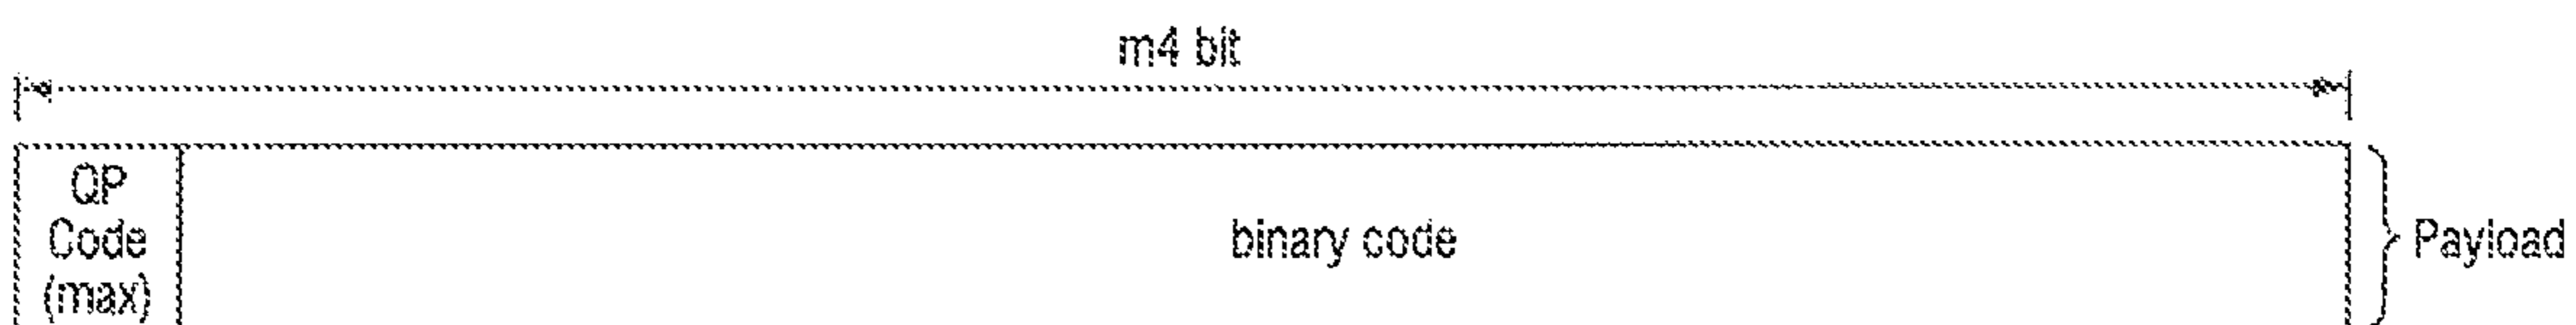 m4 bit
QP
Code
(max)
binary code
Payload